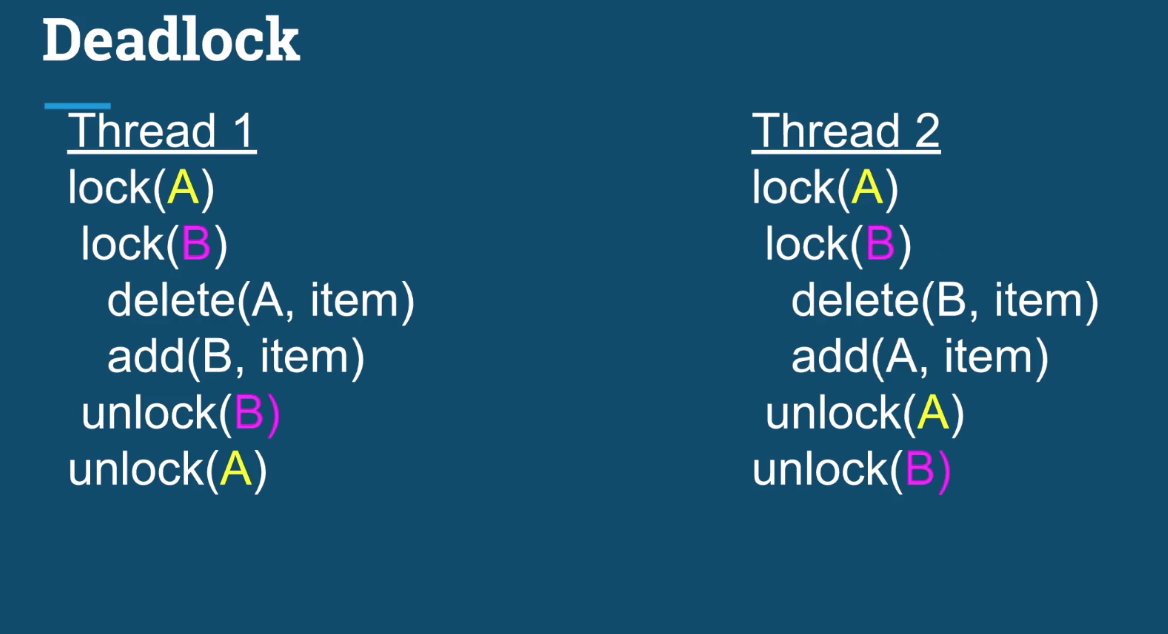 Deadlock
Thread 1
lock(A)
lock(B)
delete(A, item)
add(B, item)
unlock(B)
unlock(A)
Thread 2
lock(A)
lock(B)
delete(B, item)
add(A, item)
unlock(A)
unlock(B)